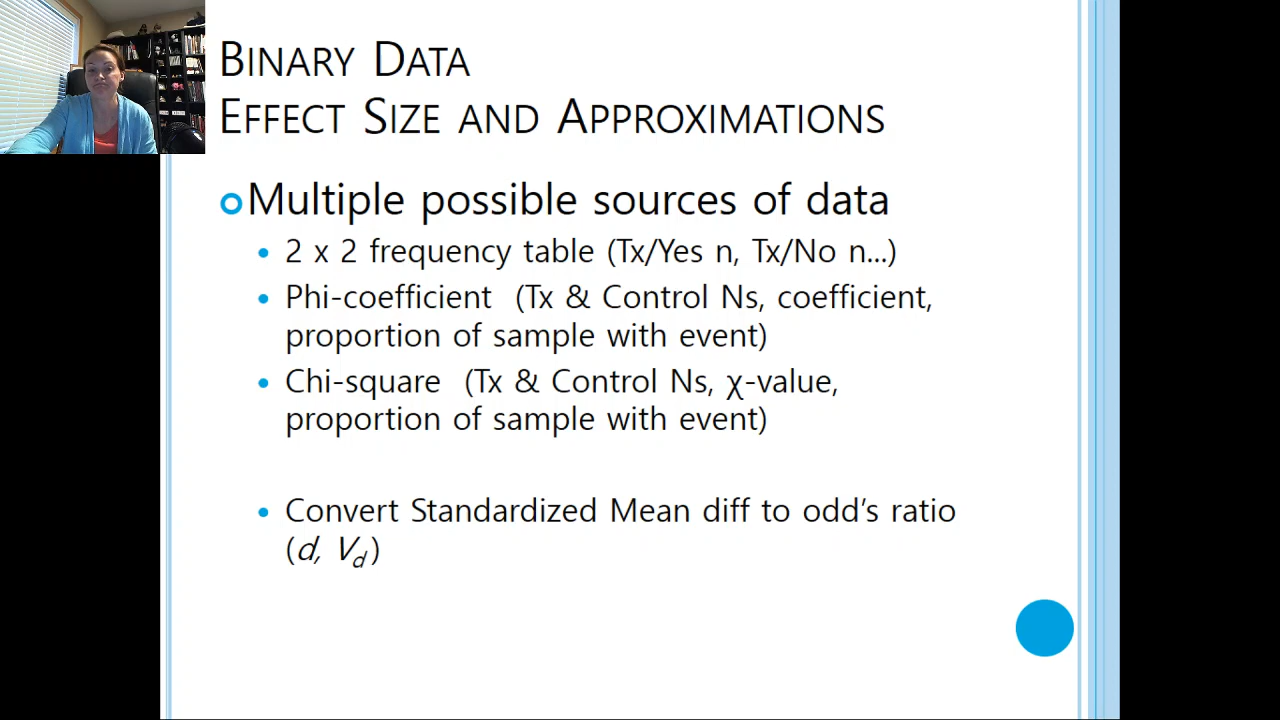 Binary Data
Effect Size and Approximations
Multiple possible sources of data
2 x 2 frequency table (Tx/Yes n, Tx/No n…)
Phi-coefficient (Tx & Control Ns, coefficient,
proportion of sample with event)
Chi-square (Tx & Control Ns, χ-value,
proportion of sample with event)
Convert Standardized Mean diff to odd's ratio
(d, Vd)